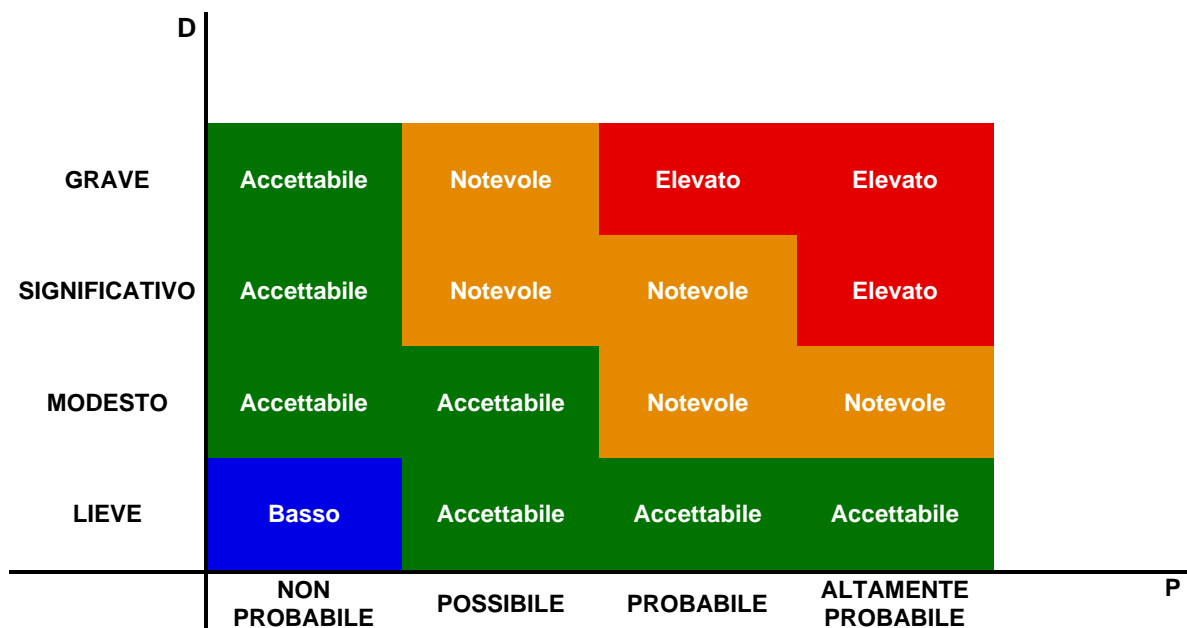 D
GRAVE Accettabile Notevole Elevato Elevato
SIGNIFICATIVO Accettabile Notevole Notevole Elevato
MODESTO Accettabile Accettabile Notevole Notevole
LIEVE Basso Accettabile Accettabile Accettabile
NON PROBABILE POSSIBILE PROBABILE ALTAMENTE PROBABILE P